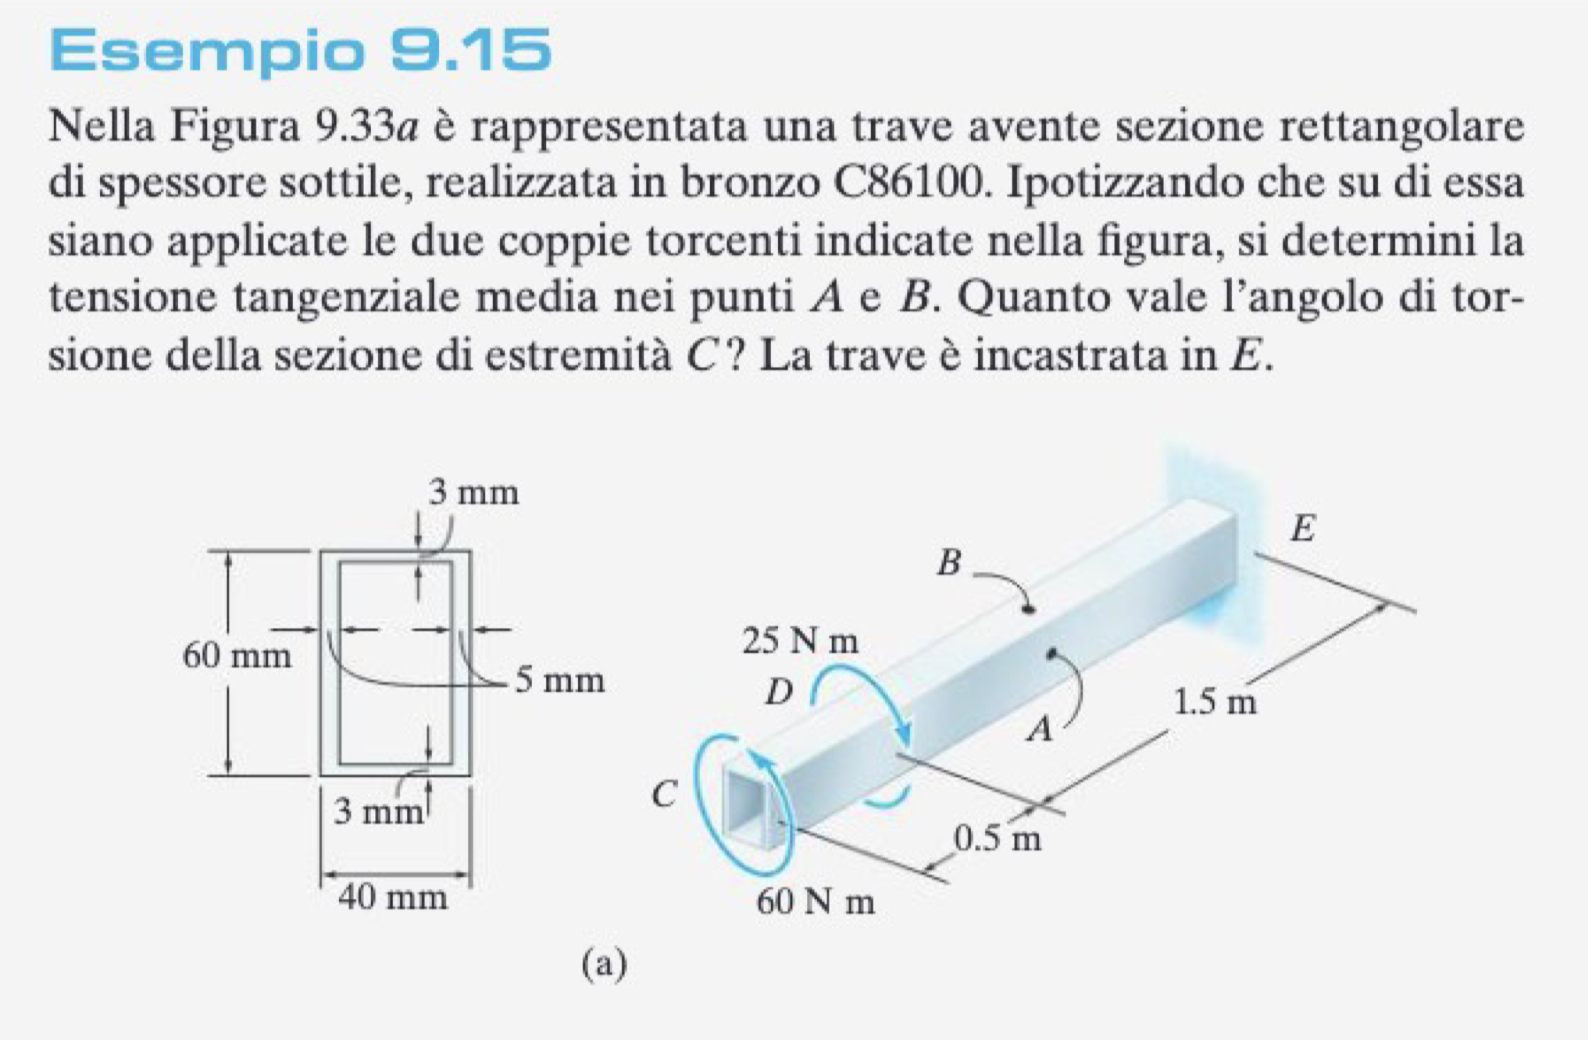 Esempio 9.15
Nella Figura 9.33a è rappresentata una trave avente sezione rettangolare
di spessore sottile, realizzata in bronzo C86100. Ipotizzando che su di essa
siano applicate le due coppie torcenti indicate nella figura, si determini la
tensione tangenziale media nei punti A e B. Quanto vale l'angolo di tor-
sione della sezione di estremità C? La trave è incastrata in E.
3 mm
60 mm
5 mm
3 mm
40 mm
E
B
25 N m
D
1.5 m
A
C
0.5 m
60 N m
(a)